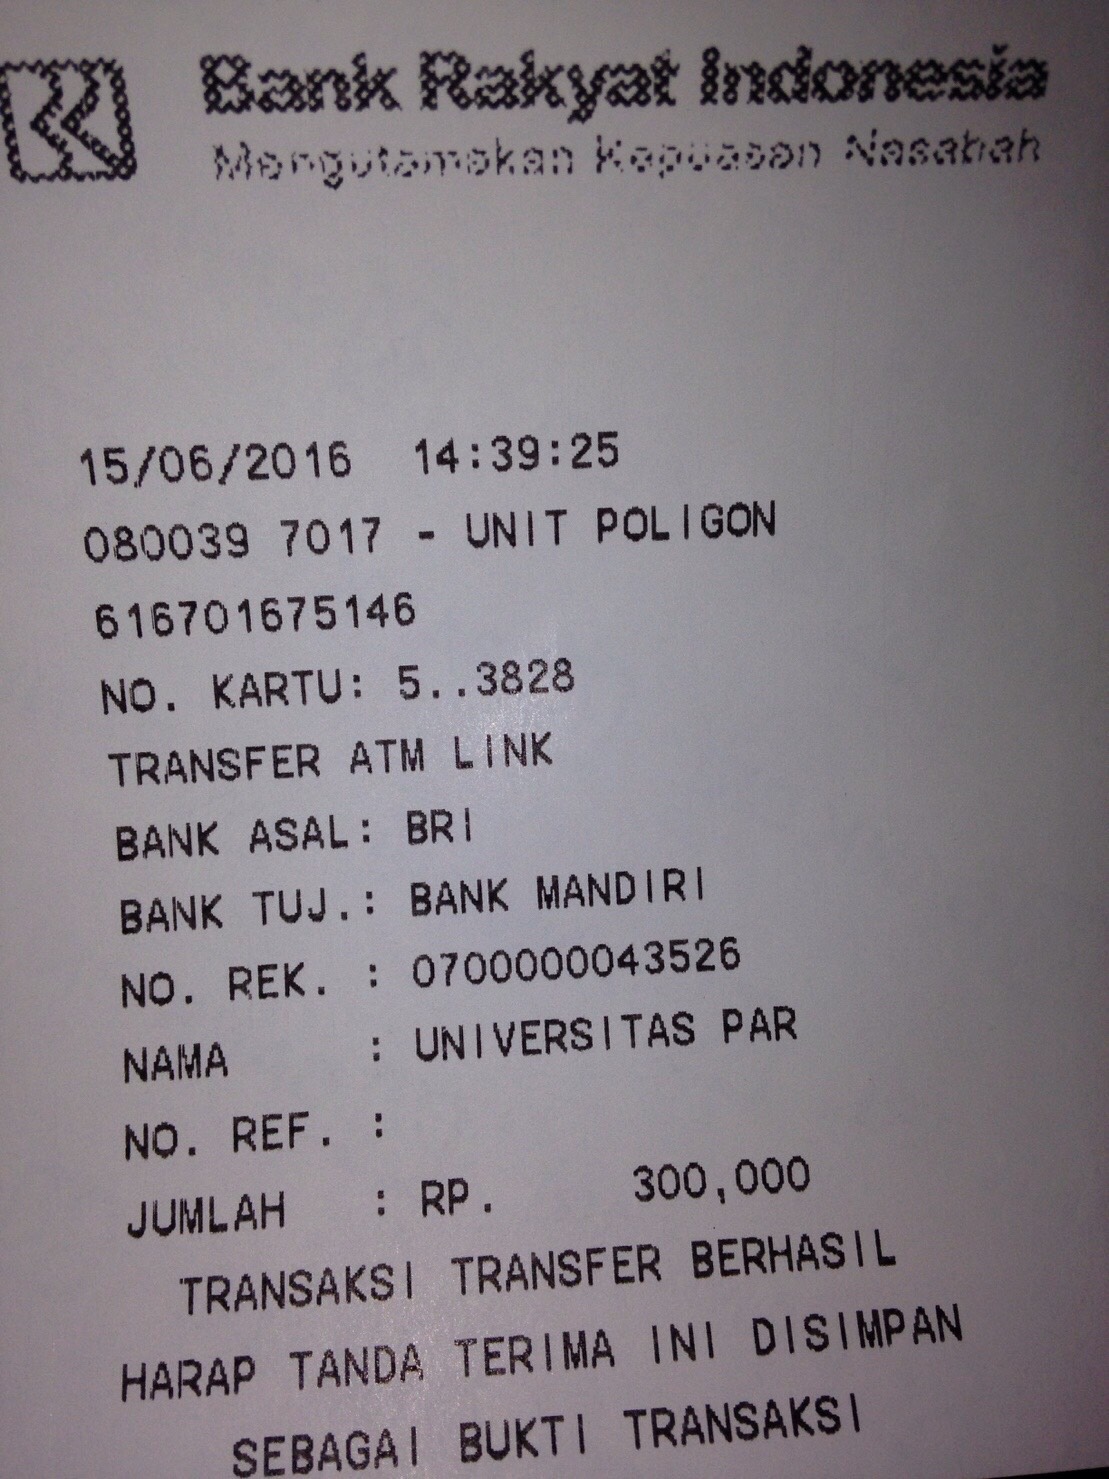 Bank Rakyat Indonesia
Mengutamakan Kepuasan Nasabah
15/06/2016 14:39:25
080039 7017 - UNIT POLIGON
616701675146
NO. KARTU: 5..3828
TRANSFER ATM LINK
BANK ASAL: BRI
BANK TUJ.: BANK MANDIRI
NO. REK. : 0700000043526
NAMA : UNIVERSITAS PAR
NO. REF. :
JUMLAH : RP. 300,000
TRANSAKSI TRANSFER BERHASIL
HARAP TANDA TERIMA INI DISIMPAN
SEBAGAI BUKTI TRANSAKSI